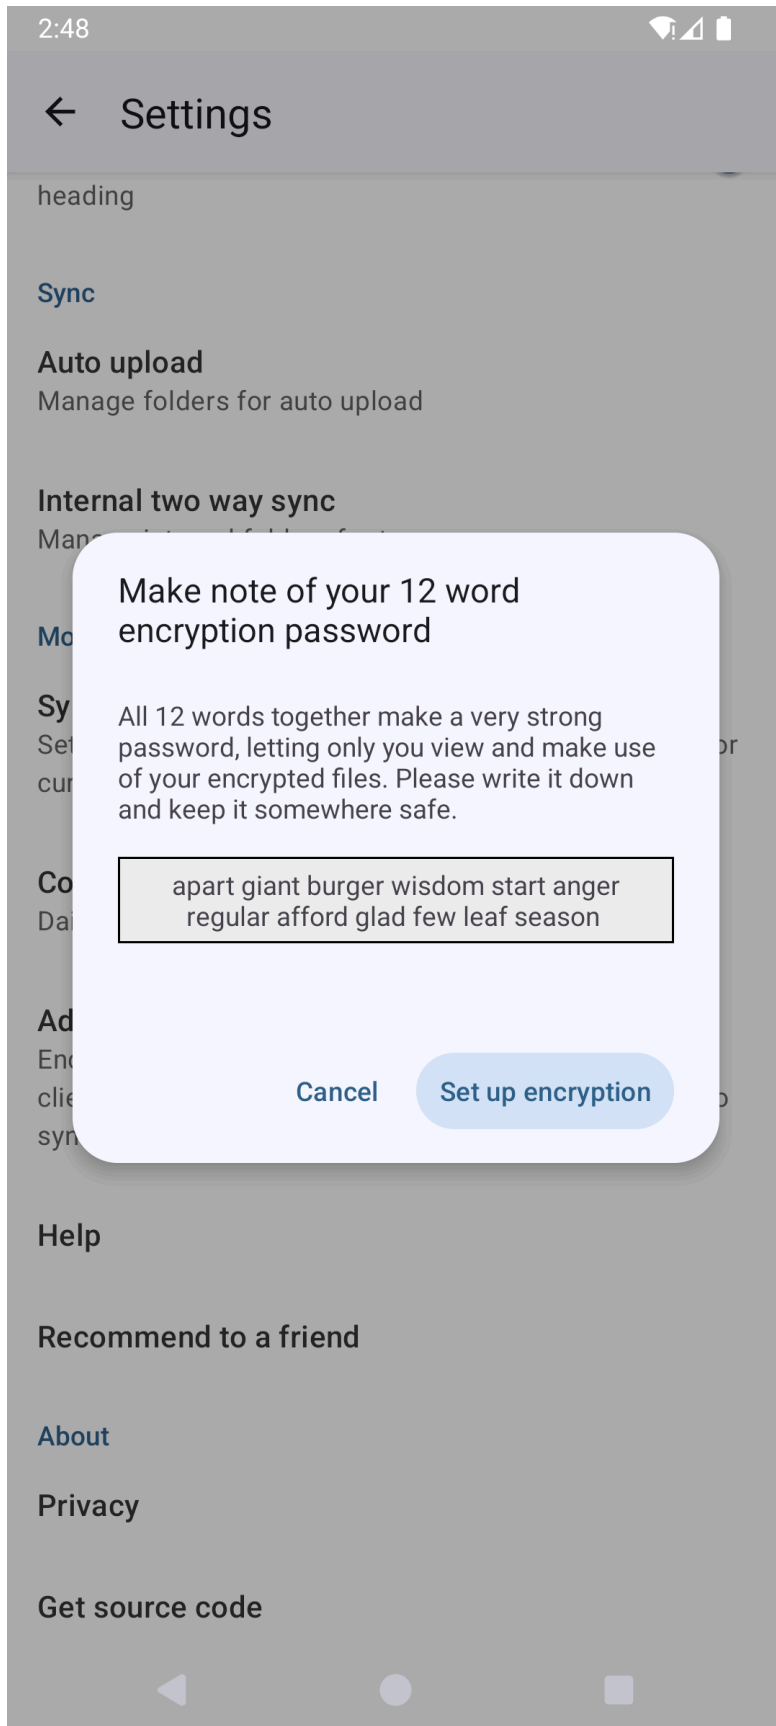 2:48
Settings
heading
Sync
Auto upload
Manage folders for auto upload
Internal two way sync
Make note of your 12 word
encryption password
All 12 words together make a very strong
password, letting only you view and make use
of your encrypted files. Please write it down
and keep it somewhere safe.
apart giant burger wisdom start anger
regular afford glad few leaf season
Cancel
Set up encryption
Help
Recommend to a friend
About
Privacy
Get source code